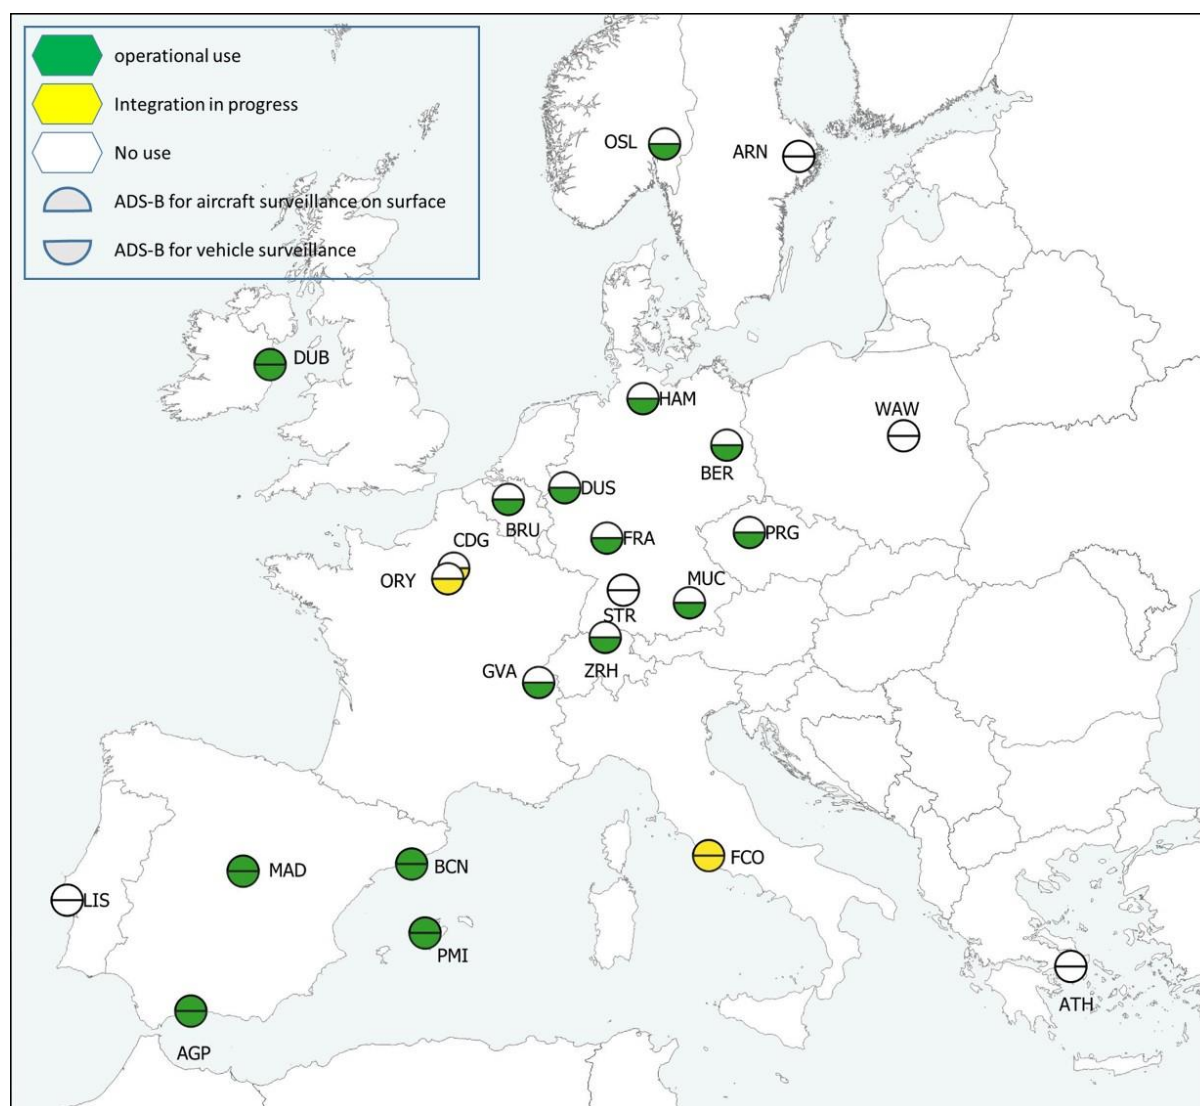 operational use
Integration in progress
No use
ADS-B for aircraft surveillance on surface
ADS-B for vehicle surveillance
OSL
ARN
DUB
HAM
WAW
BER
DUS
BRU
PRG
FRA
CDG
ORY
MUC
STR
GVA
ZRH
FCO
BCN
MAD
LIS
PMI
ATH
AGP